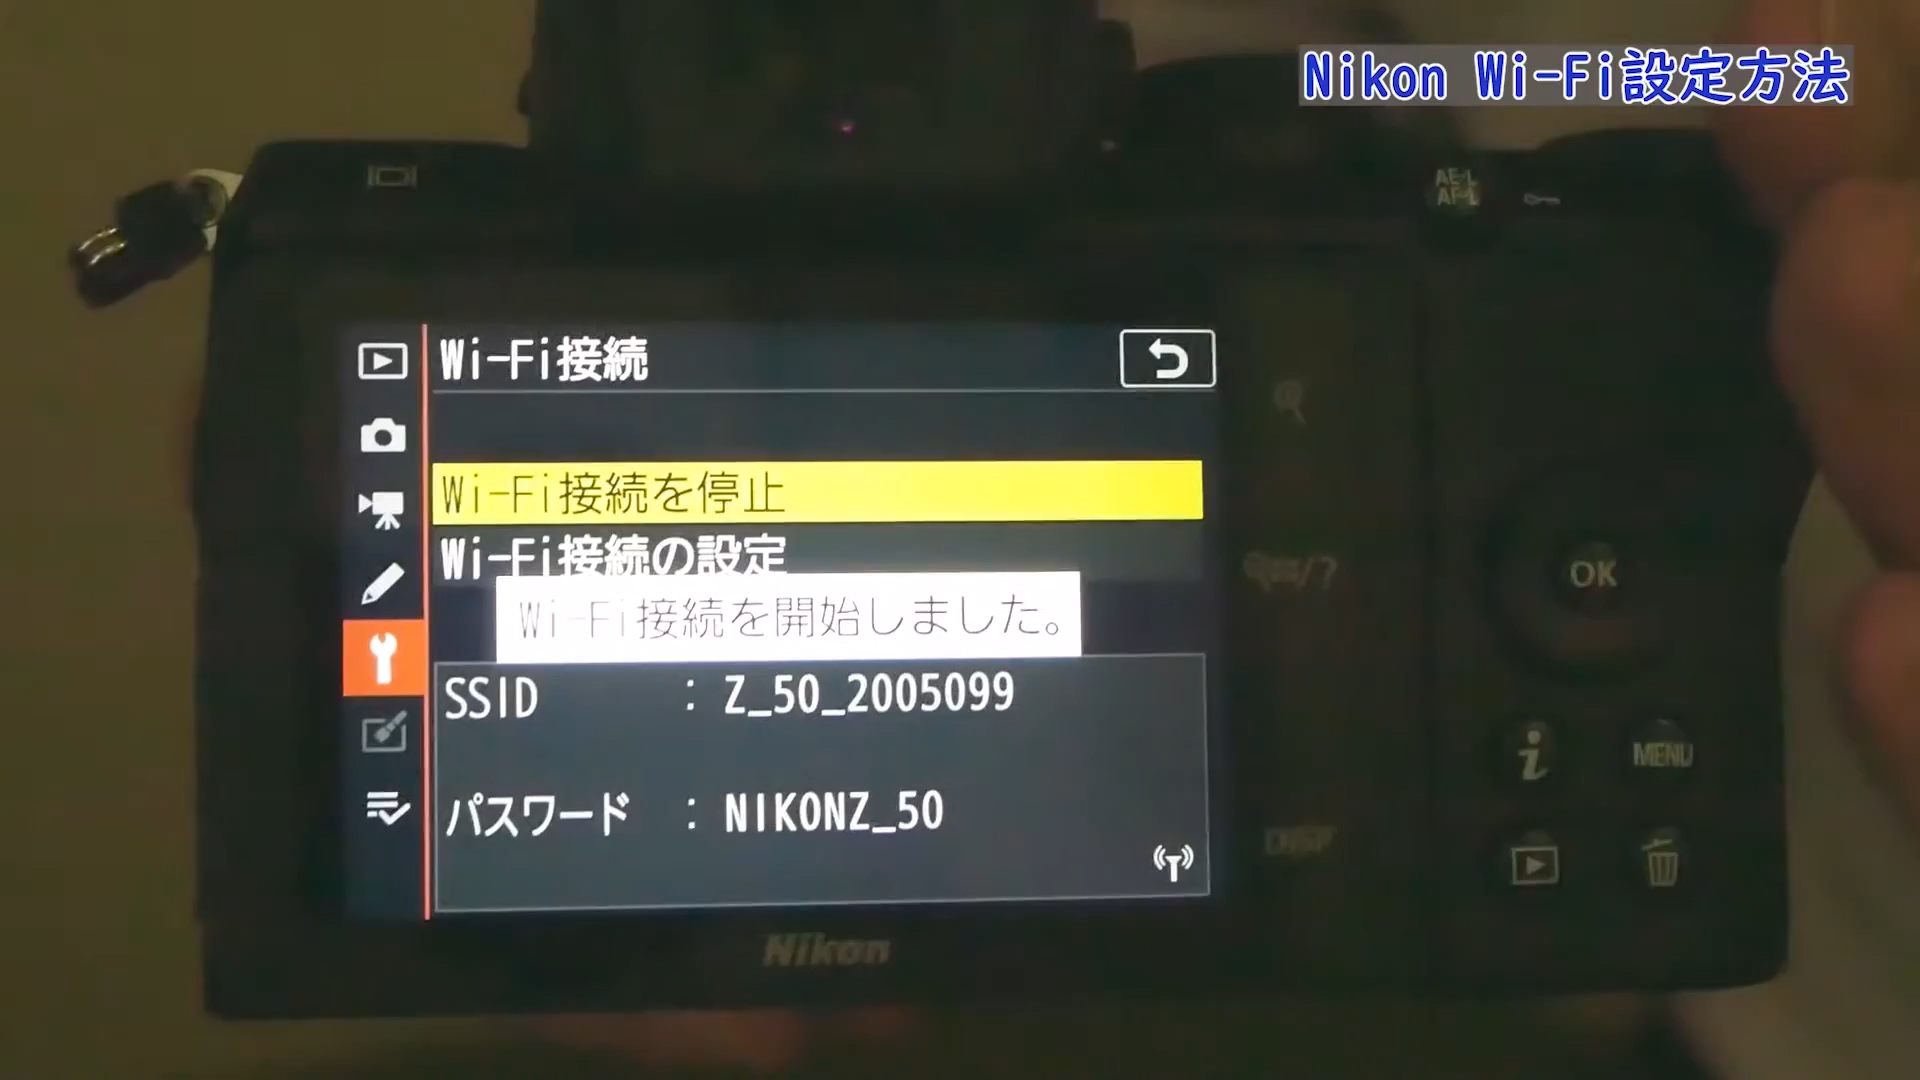 Nikon Wi-Fi設定方法
AE-L
AF-L
Wi-Fi接続
Wi-Fi接続を停止
Wi-Fi接続の設定
Wi-Fi接続を開始しました。
SSID : Z_50_2005099
パスワード : NIKONZ_50
OK
i
MENU
DISP
Nikon